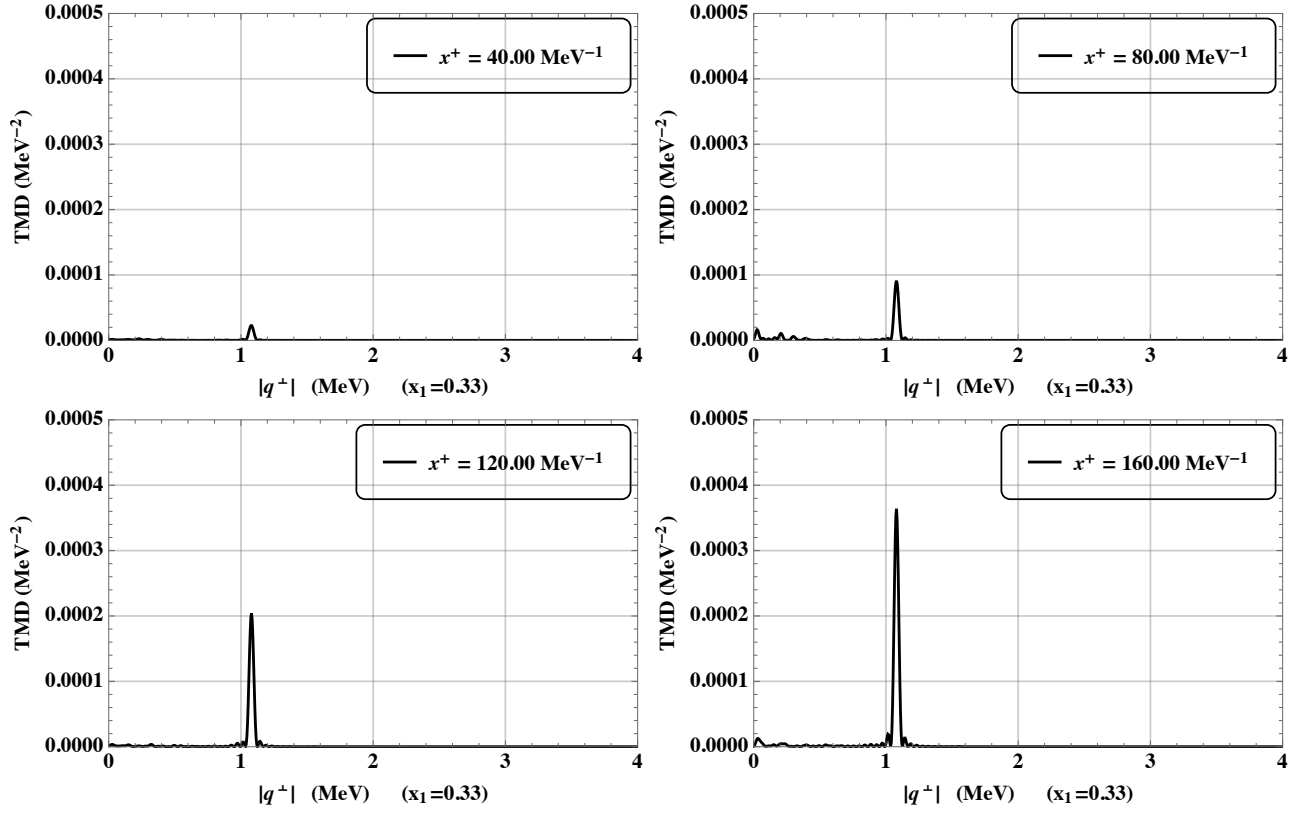 x⁺ = 40.00 MeV⁻¹
TMD (MeV⁻²)
0.0005
0.0004
0.0003
0.0002
0.0001
0.0000
0 1 2 3 4
|q^⊥| (MeV) (x₁=0.33)
x⁺ = 80.00 MeV⁻¹
TMD (MeV⁻²)
0.0005
0.0004
0.0003
0.0002
0.0001
0.0000
0 1 2 3 4
|q^⊥| (MeV) (x₁=0.33)
x⁺ = 120.00 MeV⁻¹
TMD (MeV⁻²)
0.0005
0.0004
0.0003
0.0002
0.0001
0.0000
0 1 2 3 4
|q^⊥| (MeV) (x₁=0.33)
x⁺ = 160.00 MeV⁻¹
TMD (MeV⁻²)
0.0005
0.0004
0.0003
0.0002
0.0001
0.0000
0 1 2 3 4
|q^⊥| (MeV) (x₁=0.33)